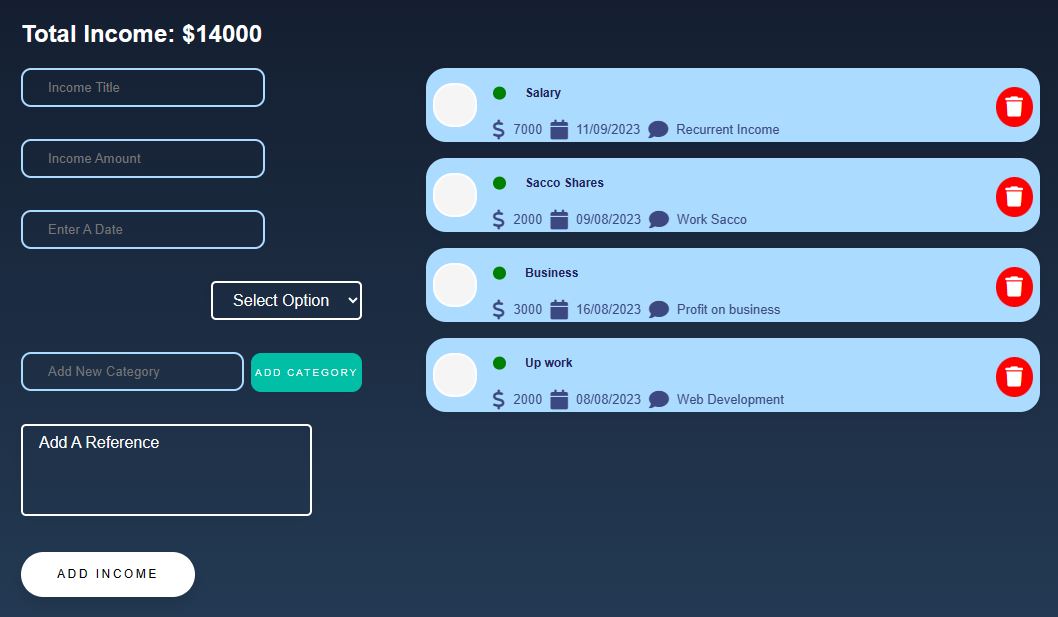 Total Income: $14000
Income Title
Income Amount
Enter A Date
Select Option
Add New Category
ADD CATEGORY
Add A Reference
ADD INCOME
Salary
$ 7000 11/09/2023 Recurrent Income
Sacco Shares
$ 2000 09/08/2023 Work Sacco
Business
$ 3000 16/08/2023 Profit on business
Up work
$ 2000 08/08/2023 Web Development